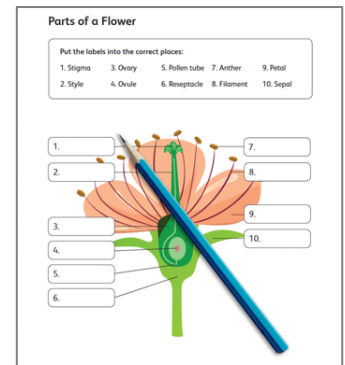 Parts of a Flower
Put the labels into the correct places:
1. Stigma 3. Ovary 5. Pollen tube 7. Anther 9. Petal
2. Style 4. Ovule 6. Reseptacle 8. Filament 10. Sepal
1. 7.
2. 8.
3. 9.
4. 10.
5.
6.